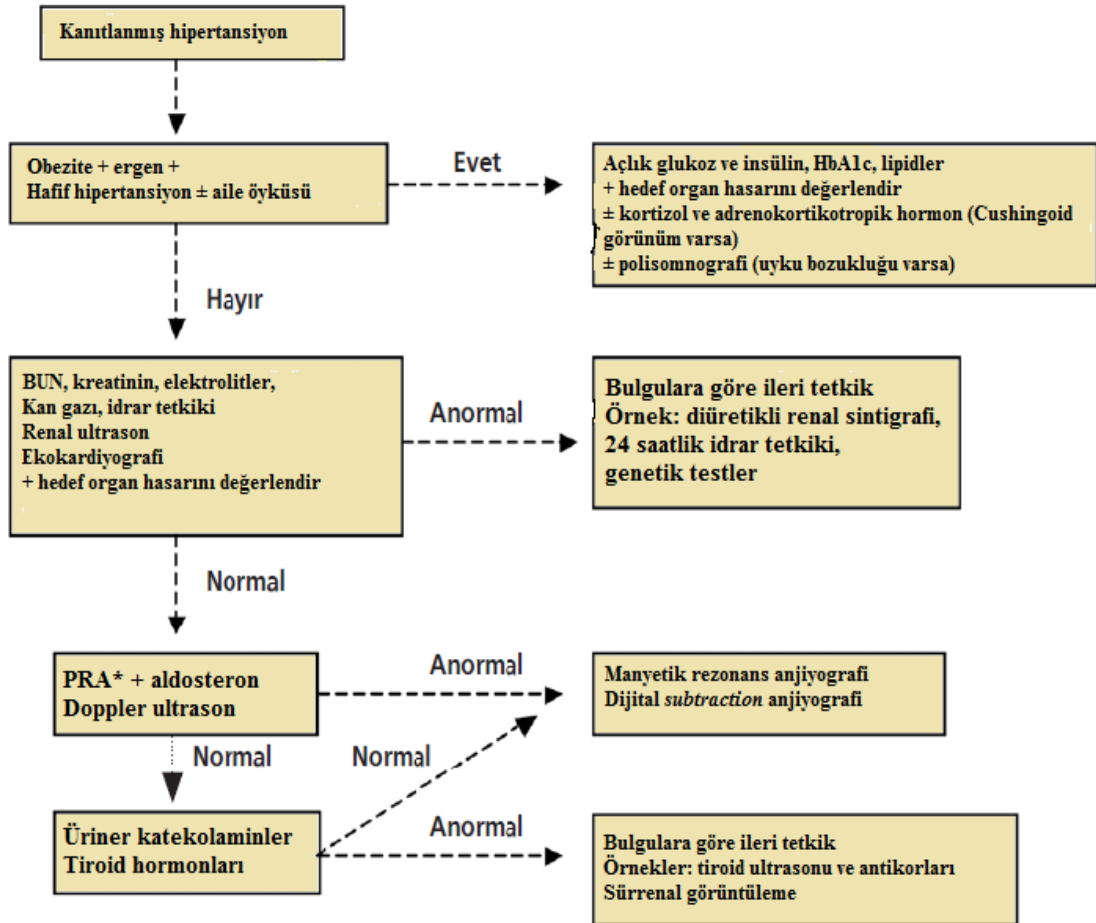 Kanıtlanmış hipertansiyon
Obezite + ergen +
Hafif hipertansiyon ± aile öyküsü
Evet
Açlık glukoz ve insülin, HbA1c, lipidler
+ hedef organ hasarını değerlendir
± kortizol ve adrenokortikotropik hormon (Cushingoid
görünüm varsa)
± polisomnografi (uyku bozukluğu varsa)
Hayır
BUN, kreatinin, elektrolitler,
Kan gazı, idrar tetkiki
Renal ultrason
Ekokardiyografi
+ hedef organ hasarını değerlendir
Anormal
Bulgulara göre ileri tetkik
Örnek: diüretikli renal sintigrafi,
24 saatlik idrar tetkiki,
genetik testler
Normal
PRA* + aldosteron
Doppler ultrason
Anormal
Manyetik rezonans anjiyografi
Dijital subtraction anjiyografi
Normal
Normal
Üriner katekolaminler
Tiroid hormonları
Anormal
Bulgulara göre ileri tetkik
Örnekler: tiroid ultrasonu ve antikorları
Sürrenal görüntüleme